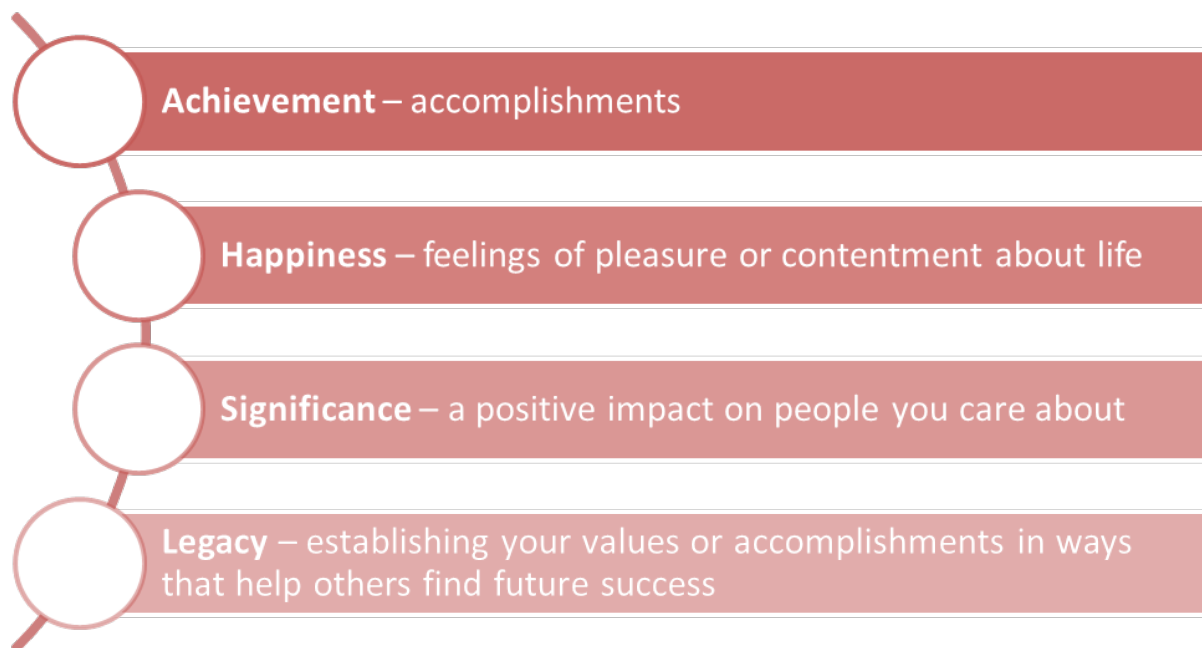 Achievement – accomplishments
Happiness – feelings of pleasure or contentment about life
Significance – a positive impact on people you care about
Legacy – establishing your values or accomplishments in ways
that help others find future success